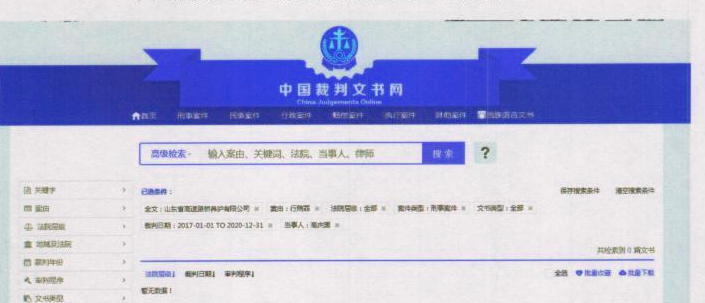 中国裁判文书网
China Judgements Online
首页 刑事案件 民事案件 行政案件 赔偿案件 执行案件 其他案件 民族语言文书
高级检索 输入案由、关键词、法院、当事人、律师 搜索 ?
关键字
案由
法院层级
地域及法院
裁判年份
审判程序
文书类型
已选条件： 保存搜索条件 清空搜索条件
全文：山东省高速路桥养护有限公司 × 案由：行贿罪 × 法院层级：全部 × 案件类型：刑事案件 × 文书类型：全部 ×
裁判日期：2017-01-01 TO 2020-12-31 × 当事人： ×
共检索到 0 篇文书
法院层级 裁判日期 审判程序 全选 批量收藏 批量下载
暂无数据！